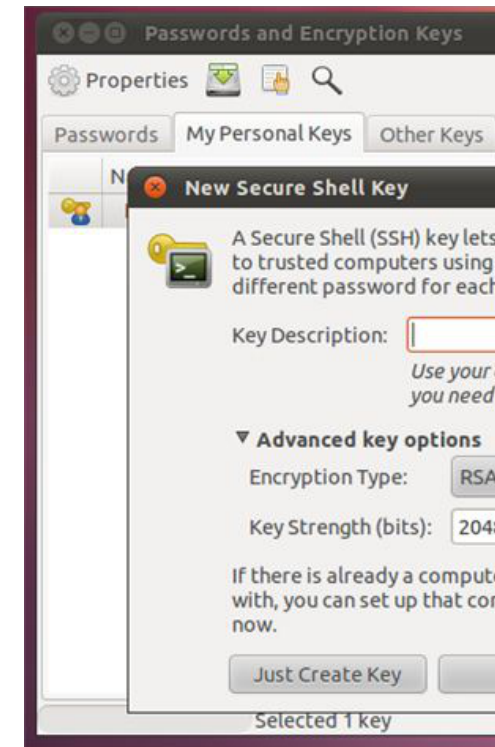 Passwords and Encryption Keys
Properties
Passwords My Personal Keys Other Keys
N
New Secure Shell Key
A Secure Shell (SSH) key lets
to trusted computers using
different password for each
Key Description:
Use your
you need
Advanced key options
Encryption Type: RSA
Key Strength (bits): 2048
If there is already a compute
with, you can set up that co
now.
Just Create Key
Selected 1 key